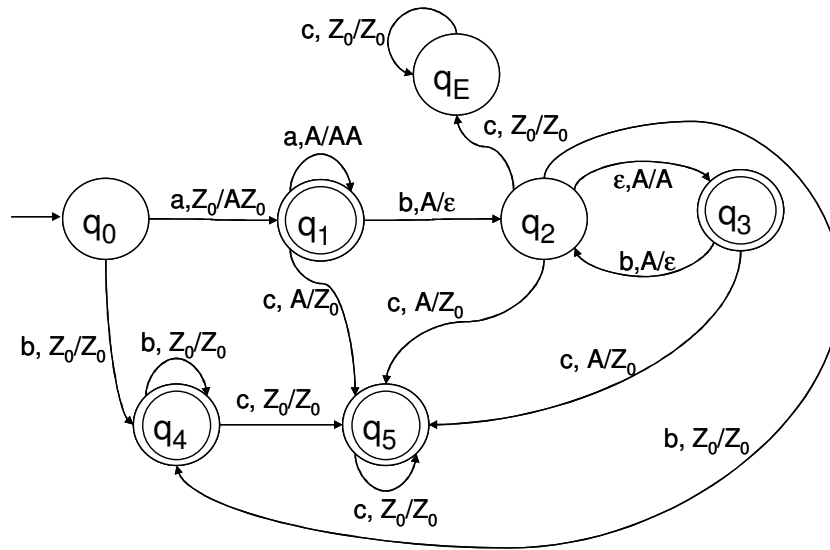 c, Z₀/Z₀
qE
a,A/AA
c, Z₀/Z₀
ε,A/A
q₀
a,Z₀/AZ₀
q₁
b,A/ε
q₂
q₃
b,A/ε
c, A/Z₀
c, A/Z₀
b, Z₀/Z₀
b, Z₀/Z₀
c, A/Z₀
q₄
c, Z₀/Z₀
q₅
b, Z₀/Z₀
c, Z₀/Z₀